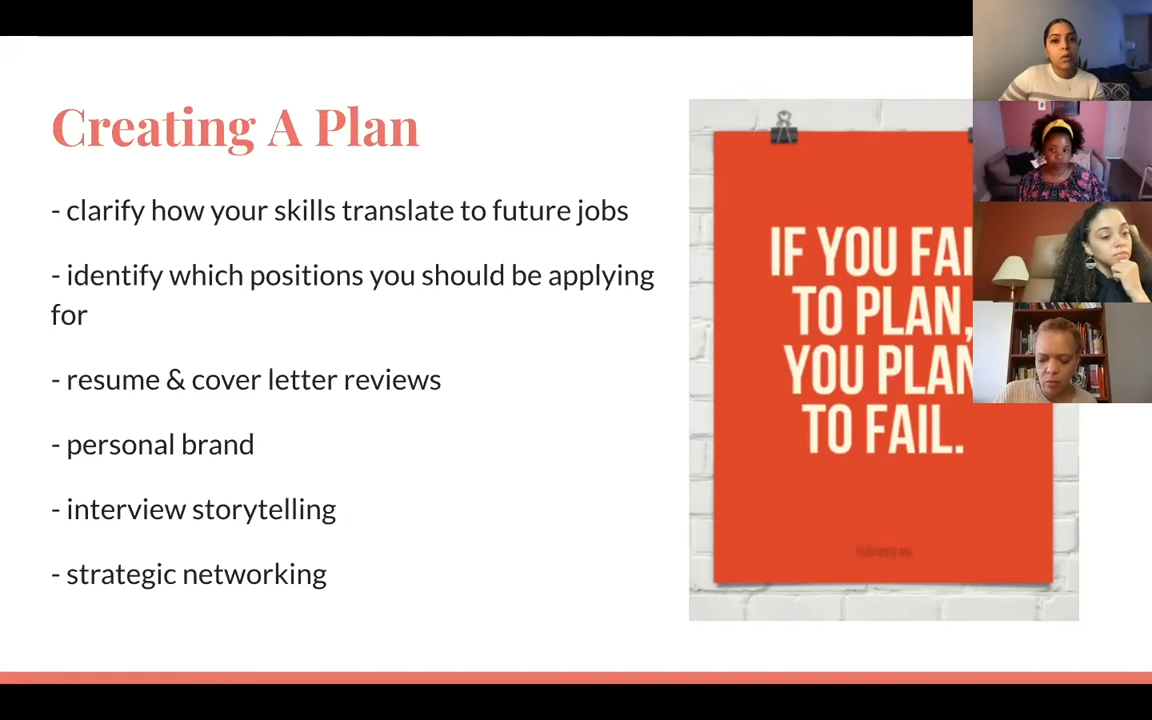 Creating A Plan
- clarify how your skills translate to future jobs
- identify which positions you should be applying
for
- resume & cover letter reviews
- personal brand
- interview storytelling
- strategic networking
IF YOU FAI
TO PLAN,
YOU PLAN
TO FAIL.